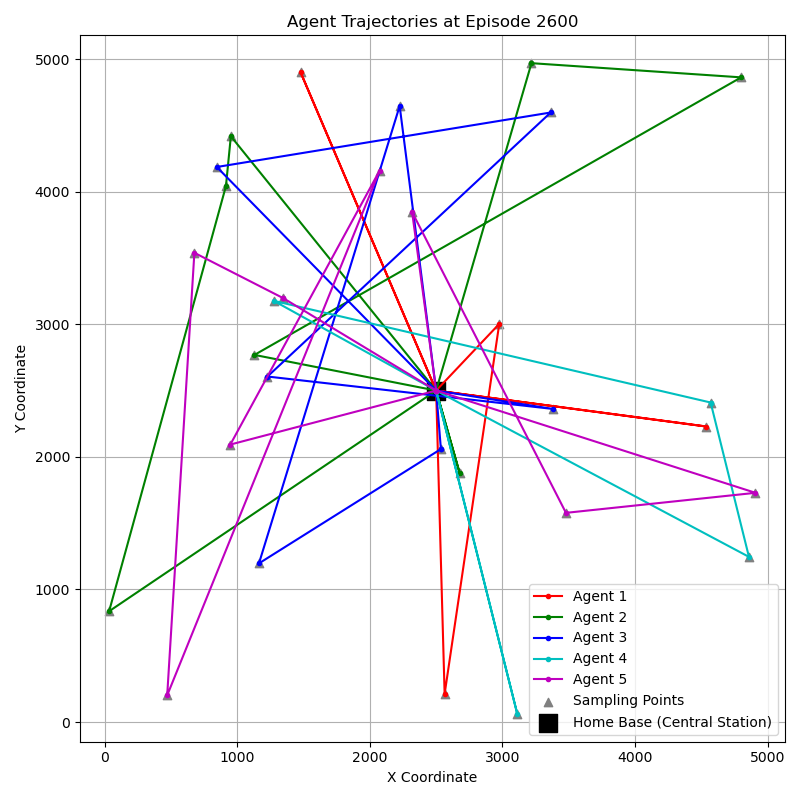 Agent Trajectories at Episode 2600
Y Coordinate
5000
4000
3000
2000
1000
0
0 1000 2000 3000 4000 5000
X Coordinate
Agent 1
Agent 2
Agent 3
Agent 4
Agent 5
Sampling Points
Home Base (Central Station)